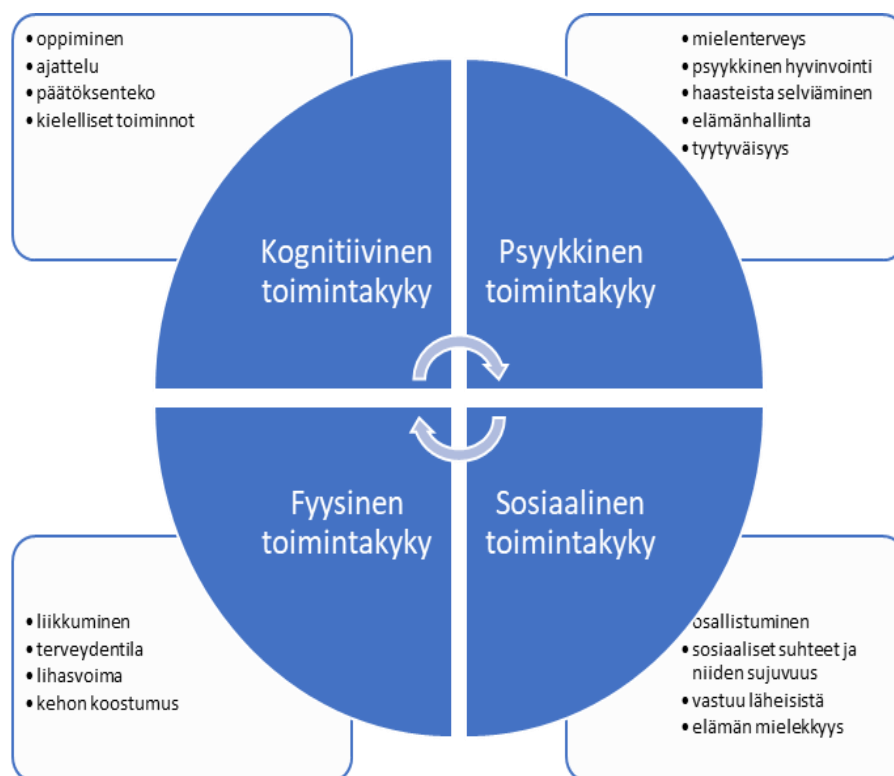 • oppiminen
• ajattelu
• päätöksenteko
• kielelliset toiminnot
• mielenterveys
• psyykkinen hyvinvointi
• haasteista selviäminen
• elämänhallinta
• tyytyväisyys
Kognitiivinen
toimintakyky
Psyykkinen
toimintakyky
Fyysinen
toimintakyky
Sosiaalinen
toimintakyky
• liikkuminen
• terveydentila
• lihasvoima
• kehon koostumus
osallistuminen
• sosiaaliset suhteet ja
niiden sujuvuus
• vastuu läheisistä
• elämän mielekkyys